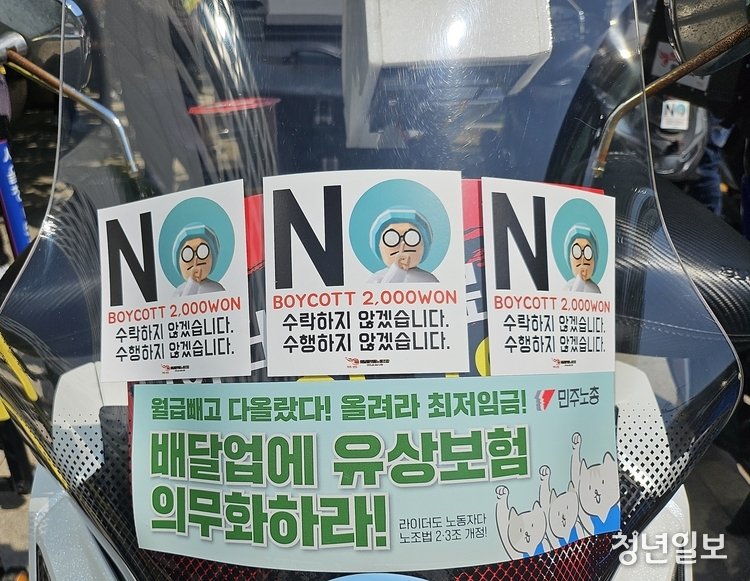 NO
BOYCOTT 2,000WON
수락하지 않겠습니다.
수행하지 않겠습니다.
NO
BOYCOTT 2,000WON
수락하지 않겠습니다.
수행하지 않겠습니다.
NO
BOYCOTT 2,000WON
수락하지 않겠습니다.
수행하지 않겠습니다.
월급빼고 다올랐다! 올려라 최저임금!
민주노총
배달업에 유상보험
의무화하라!
라이더도 노동자다
노조법 2·3조 개정!
NO
청년일보